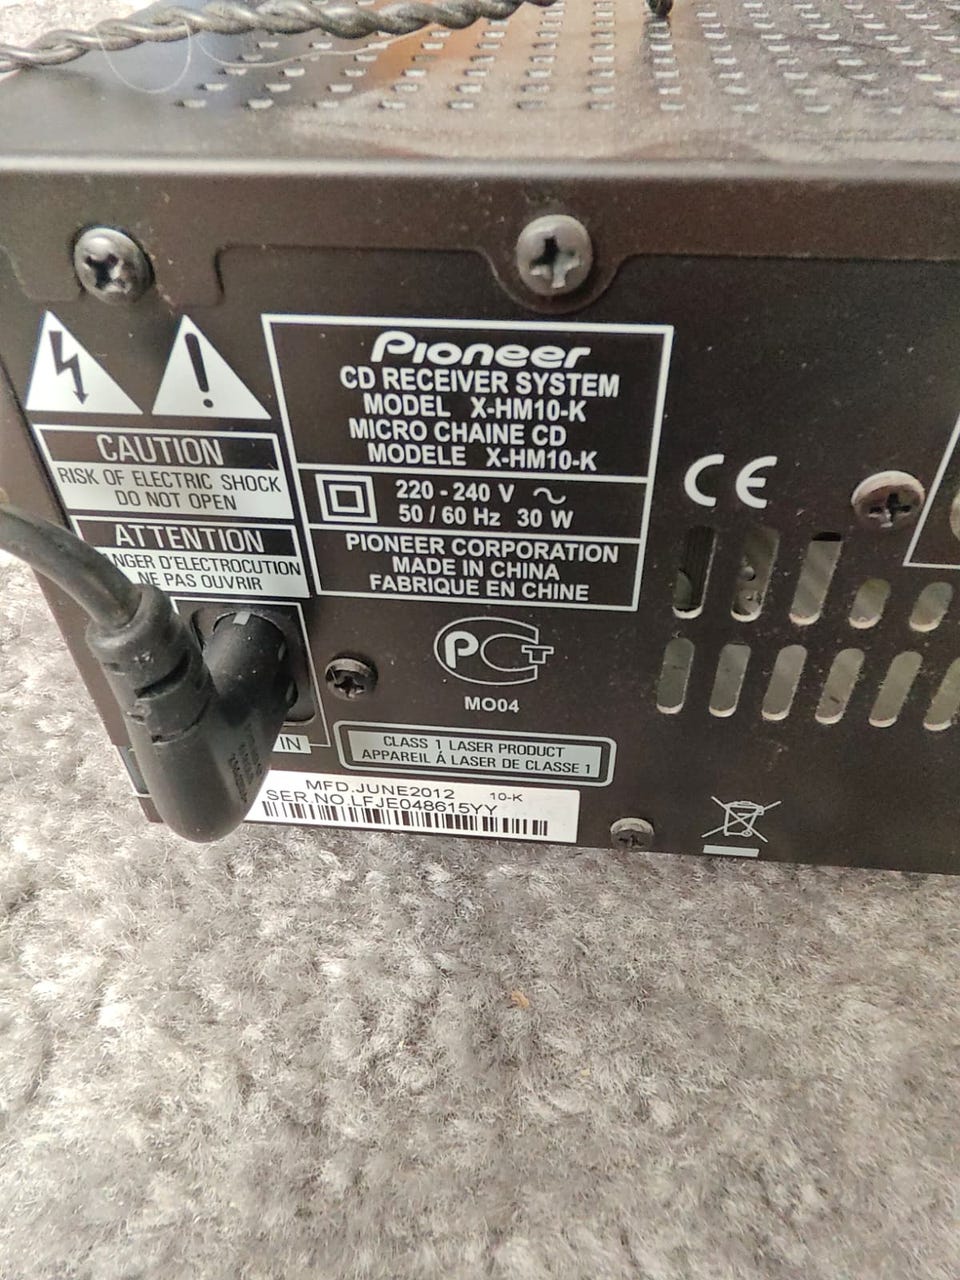 Pioneer
CD RECEIVER SYSTEM
MODEL X-HM10-K
MICRO CHAINE CD
MODELE X-HM10-K
220 - 240 V ~
50 / 60 Hz 30 W
PIONEER CORPORATION
MADE IN CHINA
FABRIQUE EN CHINE
CAUTION
RISK OF ELECTRIC SHOCK
DO NOT OPEN
ATTENTION
NGER D'ELECTROCUTION
NE PAS OUVRIR
CE
PCT
MO04
IN
CLASS 1 LASER PRODUCT
APPAREIL À LASER DE CLASSE 1
MFD.JUNE2012 10-K
SER.NO.LFJE048615YY